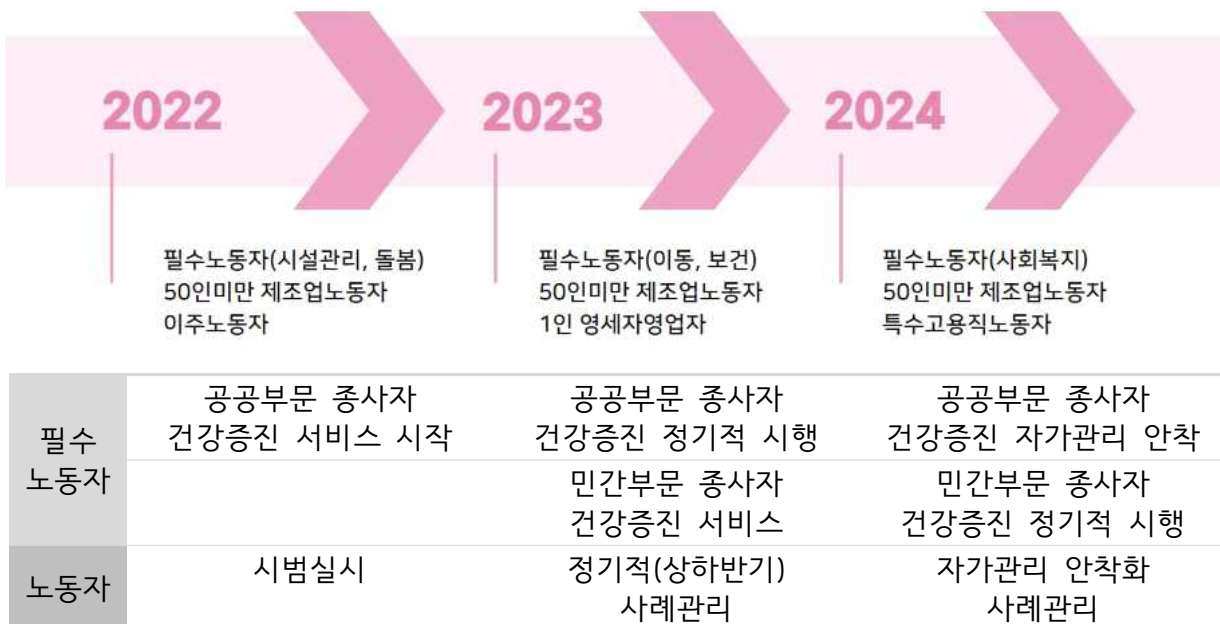 2022
2023
2024
필수노동자(시설관리, 돌봄)
50인미만 제조업노동자
이주노동자
필수노동자(이동, 보건)
50인미만 제조업노동자
1인 영세자영업자
필수노동자(사회복지)
50인미만 제조업노동자
특수고용직노동자
필수
노동자
공공부문 종사자
건강증진 서비스 시작
공공부문 종사자
건강증진 정기적 시행
공공부문 종사자
건강증진 자가관리 안착
민간부문 종사자
건강증진 서비스
민간부문 종사자
건강증진 정기적 시행
노동자
시범실시
정기적(상하반기)
사례관리
자가관리 안착화
사례관리